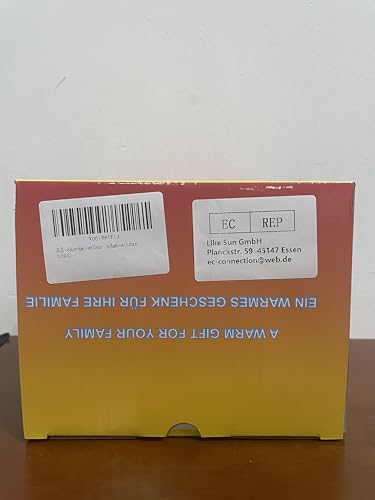 EC REP
Like Sun GmbH
Planckstr. 59 45147 Essen
ec-connection@web.de
EIN WARMES GESCHENK FÜR IHRE FAMILIE
A WARM GIFT FOR YOUR FAMILY